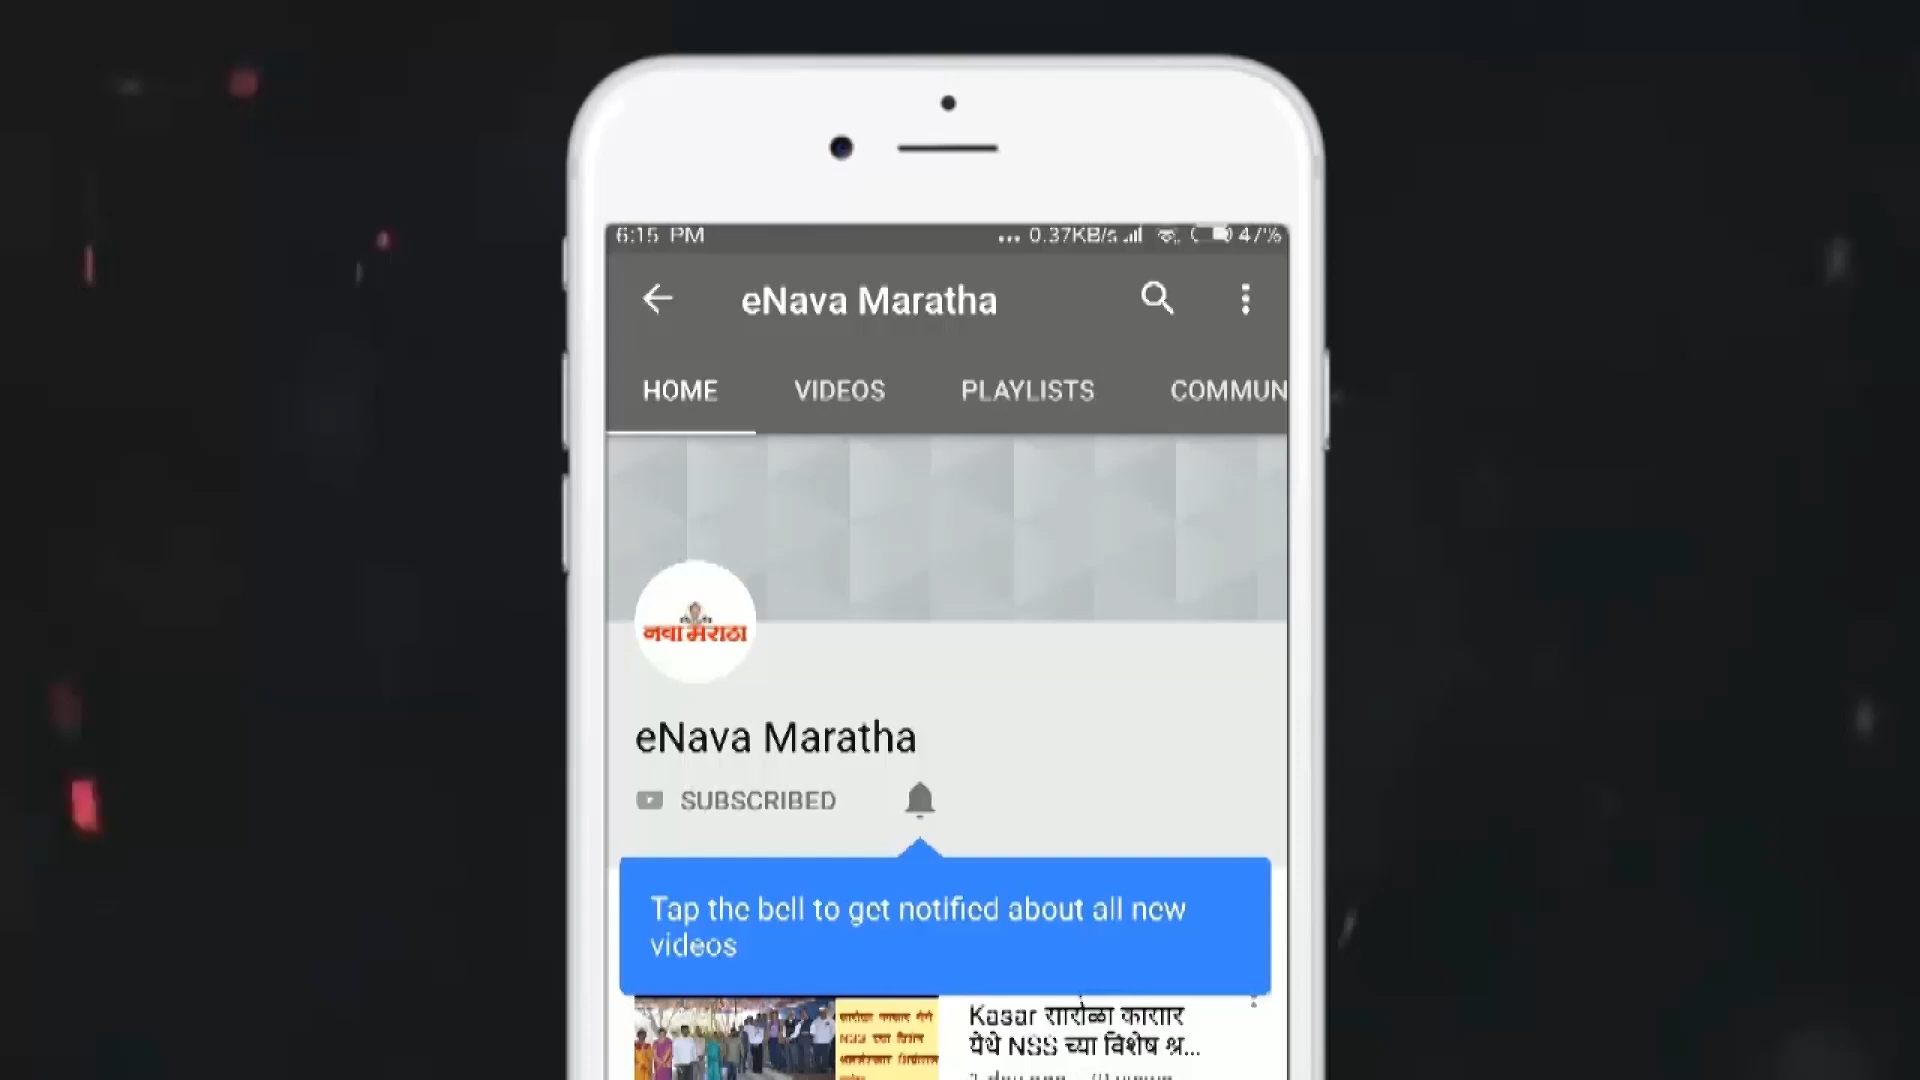 6:15 PM ... 0.37KB/s 47%
eNava Maratha
HOME VIDEOS PLAYLISTS COMMUN
नवा मराठा
eNava Maratha
SUBSCRIBED
Tap the bell to get notified about all new
videos
Kasar सारोळा कासार
येथे NSS च्या विशेष श्र...